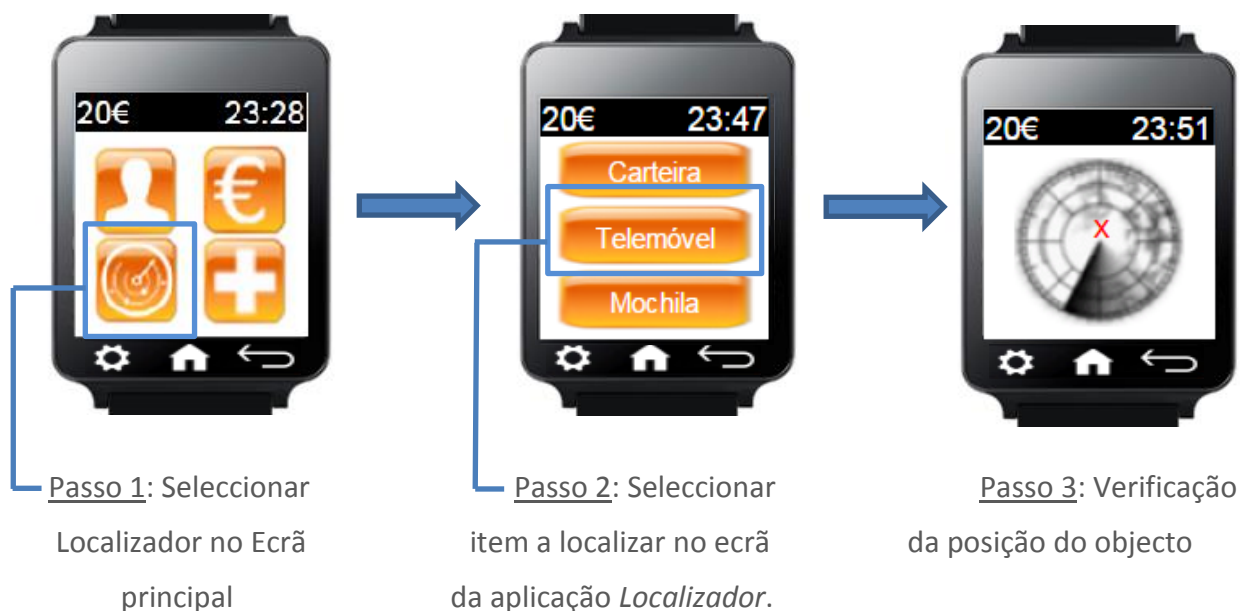 20€ 23:28
20€ 23:47
Carteira
Telemóvel
Mochila
20€ 23:51
X
Passo 1: Seleccionar
Localizador no Ecrã
principal
Passo 2: Seleccionar
item a localizar no ecrã
da aplicação Localizador.
Passo 3: Verificação
da posição do objecto